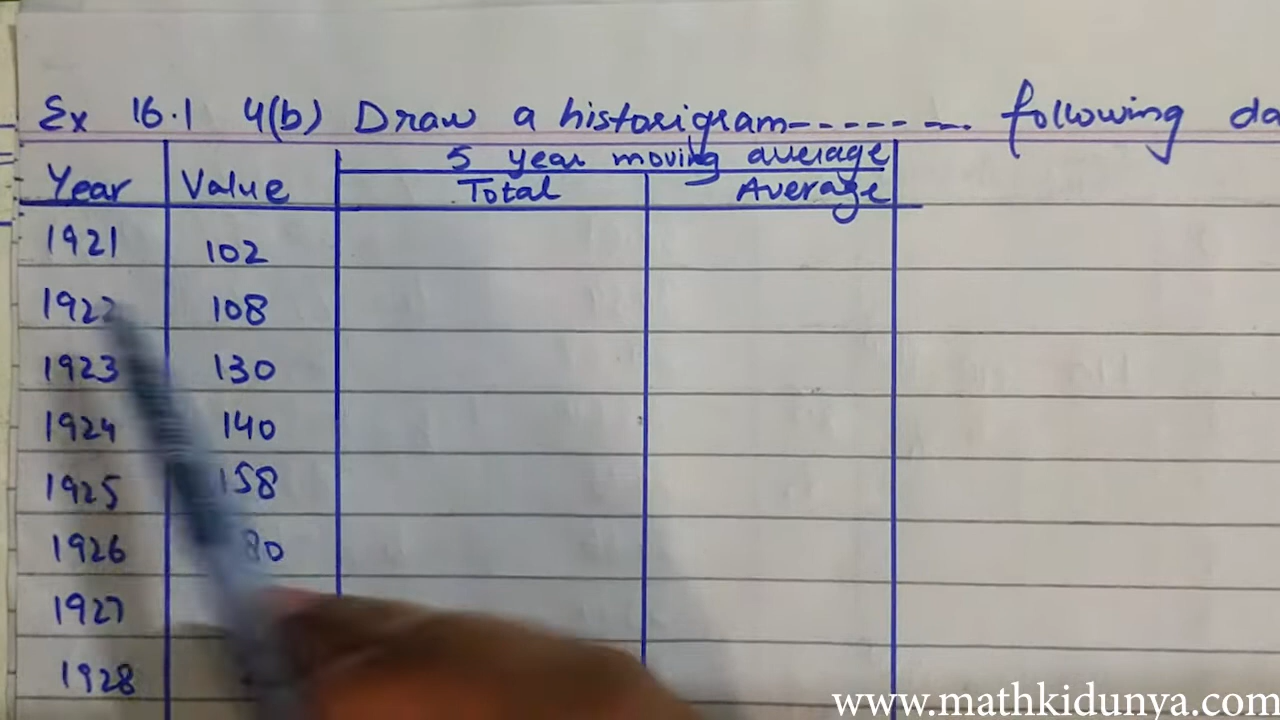 Ex 16.1 4(b) Draw a historigram------- following da
5 year moving average
Year Value Total Average
1921 102
1922 108
1923 130
1924 140
1925 158
1926 80
1927
1928
www.mathkidunya.com